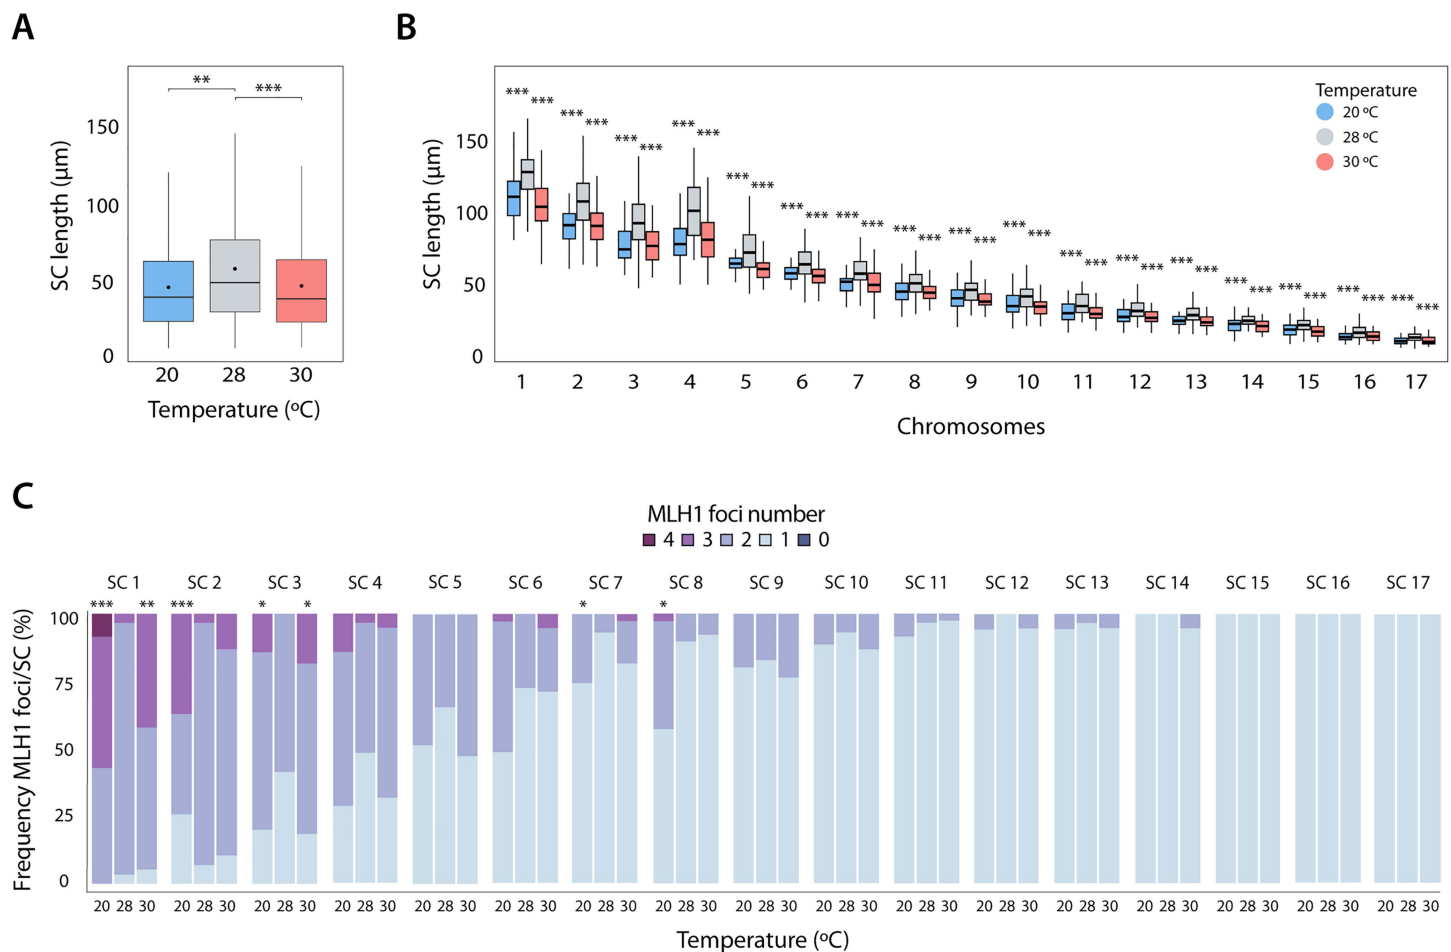 A
** ***
SC length (µm)
150
100
50
0
20 28 30
Temperature (ºC)
B
*** *** *** *** *** *** *** *** *** *** *** *** *** *** *** *** *** *** *** *** *** *** *** *** *** *** *** *** *** *** *** *** *** ***
Temperature
20 ºC
28 ºC
30 ºC
SC length (µm)
150
100
50
0
1 2 3 4 5 6 7 8 9 10 11 12 13 14 15 16 17
Chromosomes
C
MLH1 foci number
4 3 2 1 0
SC 1 SC 2 SC 3 SC 4 SC 5 SC 6 SC 7 SC 8 SC 9 SC 10 SC 11 SC 12 SC 13 SC 14 SC 15 SC 16 SC 17
*** ** *** * * * *
Frequency MLH1 foci/SC (%)
100
75
50
25
0
20 28 30 20 28 30 20 28 30 20 28 30 20 28 30 20 28 30 20 28 30 20 28 30 20 28 30 20 28 30 20 28 30 20 28 30 20 28 30 20 28 30 20 28 30 20 28 30 20 28 30
Temperature (ºC)